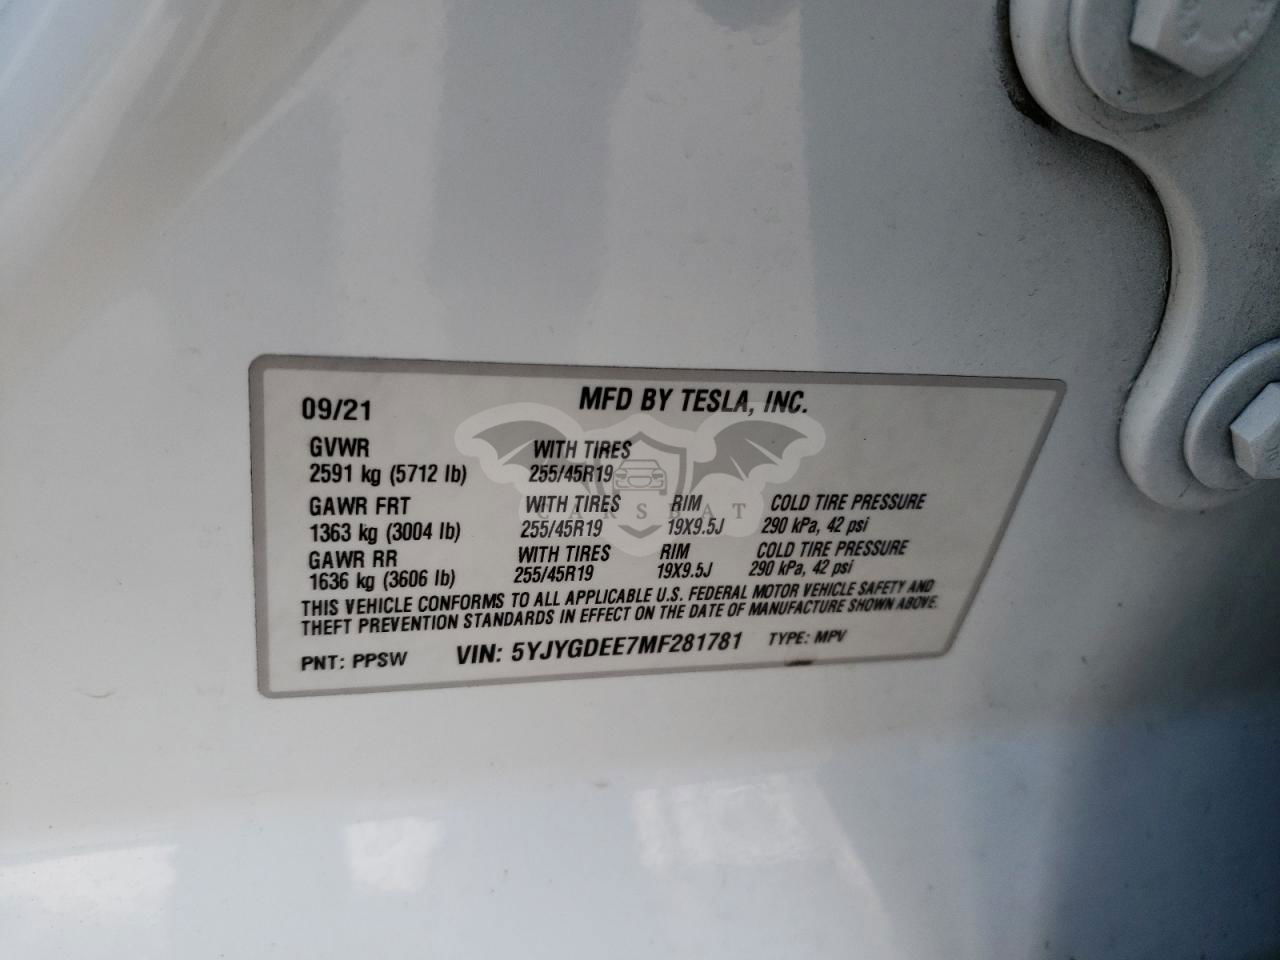 09/21 MFD BY TESLA, INC.
GVWR WITH TIRES
2591 kg (5712 lb) 255/45R19
GAWR FRT WITH TIRES RIM COLD TIRE PRESSURE
1363 kg (3004 lb) 255/45R19 19X9.5J 290 kPa, 42 psi
GAWR RR WITH TIRES RIM COLD TIRE PRESSURE
1636 kg (3606 lb) 255/45R19 19X9.5J 290 kPa, 42 psi
THIS VEHICLE CONFORMS TO ALL APPLICABLE U.S. FEDERAL MOTOR VEHICLE SAFETY AND
THEFT PREVENTION STANDARDS IN EFFECT ON THE DATE OF MANUFACTURE SHOWN ABOVE.
PNT: PPSW VIN: 5YJYGDEE7MF281781 TYPE: MPV
CARSBAT